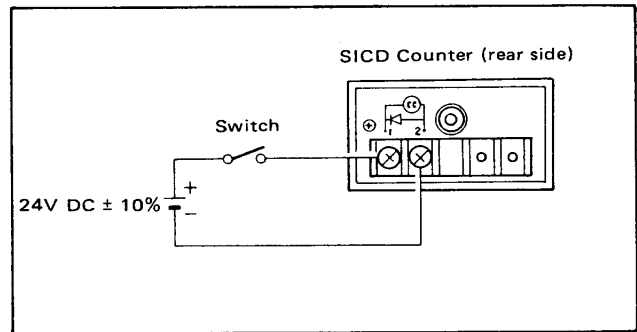 SICD Counter (rear side)
CC
⊕ 1 2
Switch
+
24V DC ± 10%
−